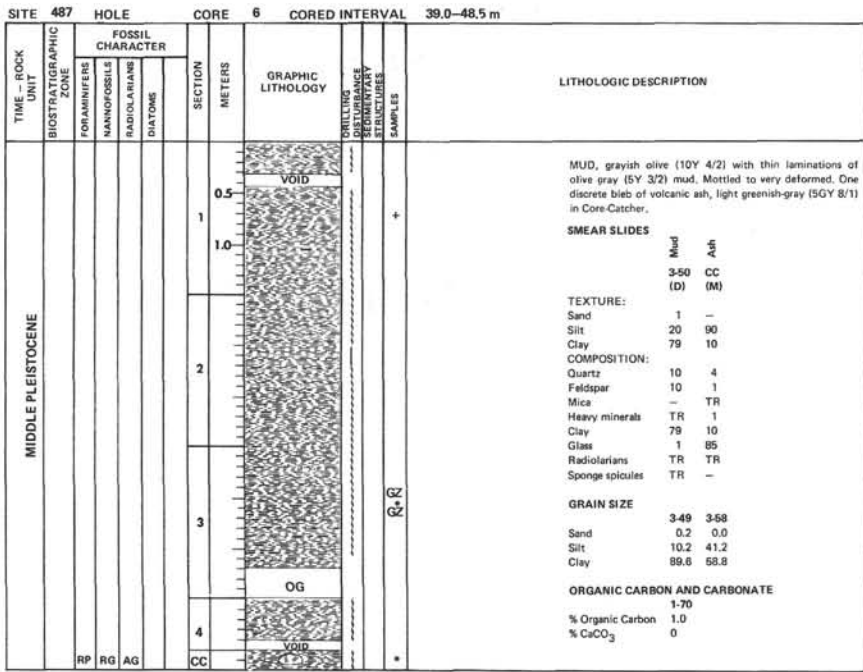 SITE 487 HOLE CORE 6 CORED INTERVAL 39.0–48.5 m
TIME – ROCK UNIT
BIOSTRATIGRAPHIC ZONE
FOSSIL CHARACTER
FORAMINIFERS
NANNOFOSSILS
RADIOLARIANS
DIATOMS
SECTION
METERS
GRAPHIC LITHOLOGY
DRILLING DISTURBANCE
SEDIMENTARY STRUCTURES
SAMPLES
LITHOLOGIC DESCRIPTION
MIDDLE PLEISTOCENE
VOID
0.5
1
+
1.0
2
GZ
*
GZ
3
OG
4
VOID
RP RG AG CC *
MUD, grayish olive (10Y 4/2) with thin laminations of
olive gray (5Y 3/2) mud. Mottled to very deformed. One
discrete bleb of volcanic ash, light greenish-gray (5GY 8/1)
in Core-Catcher.
SMEAR SLIDES
Mud Ash
3-50 CC
(D) (M)
TEXTURE:
Sand 1 –
Silt 20 90
Clay 79 10
COMPOSITION:
Quartz 10 4
Feldspar 10 1
Mica – TR
Heavy minerals TR 1
Clay 79 10
Glass 1 85
Radiolarians TR TR
Sponge spicules TR –
GRAIN SIZE
3-49 3-58
Sand 0.2 0.0
Silt 10.2 41.2
Clay 89.6 58.8
ORGANIC CARBON AND CARBONATE
1-70
% Organic Carbon 1.0
% CaCO3 0